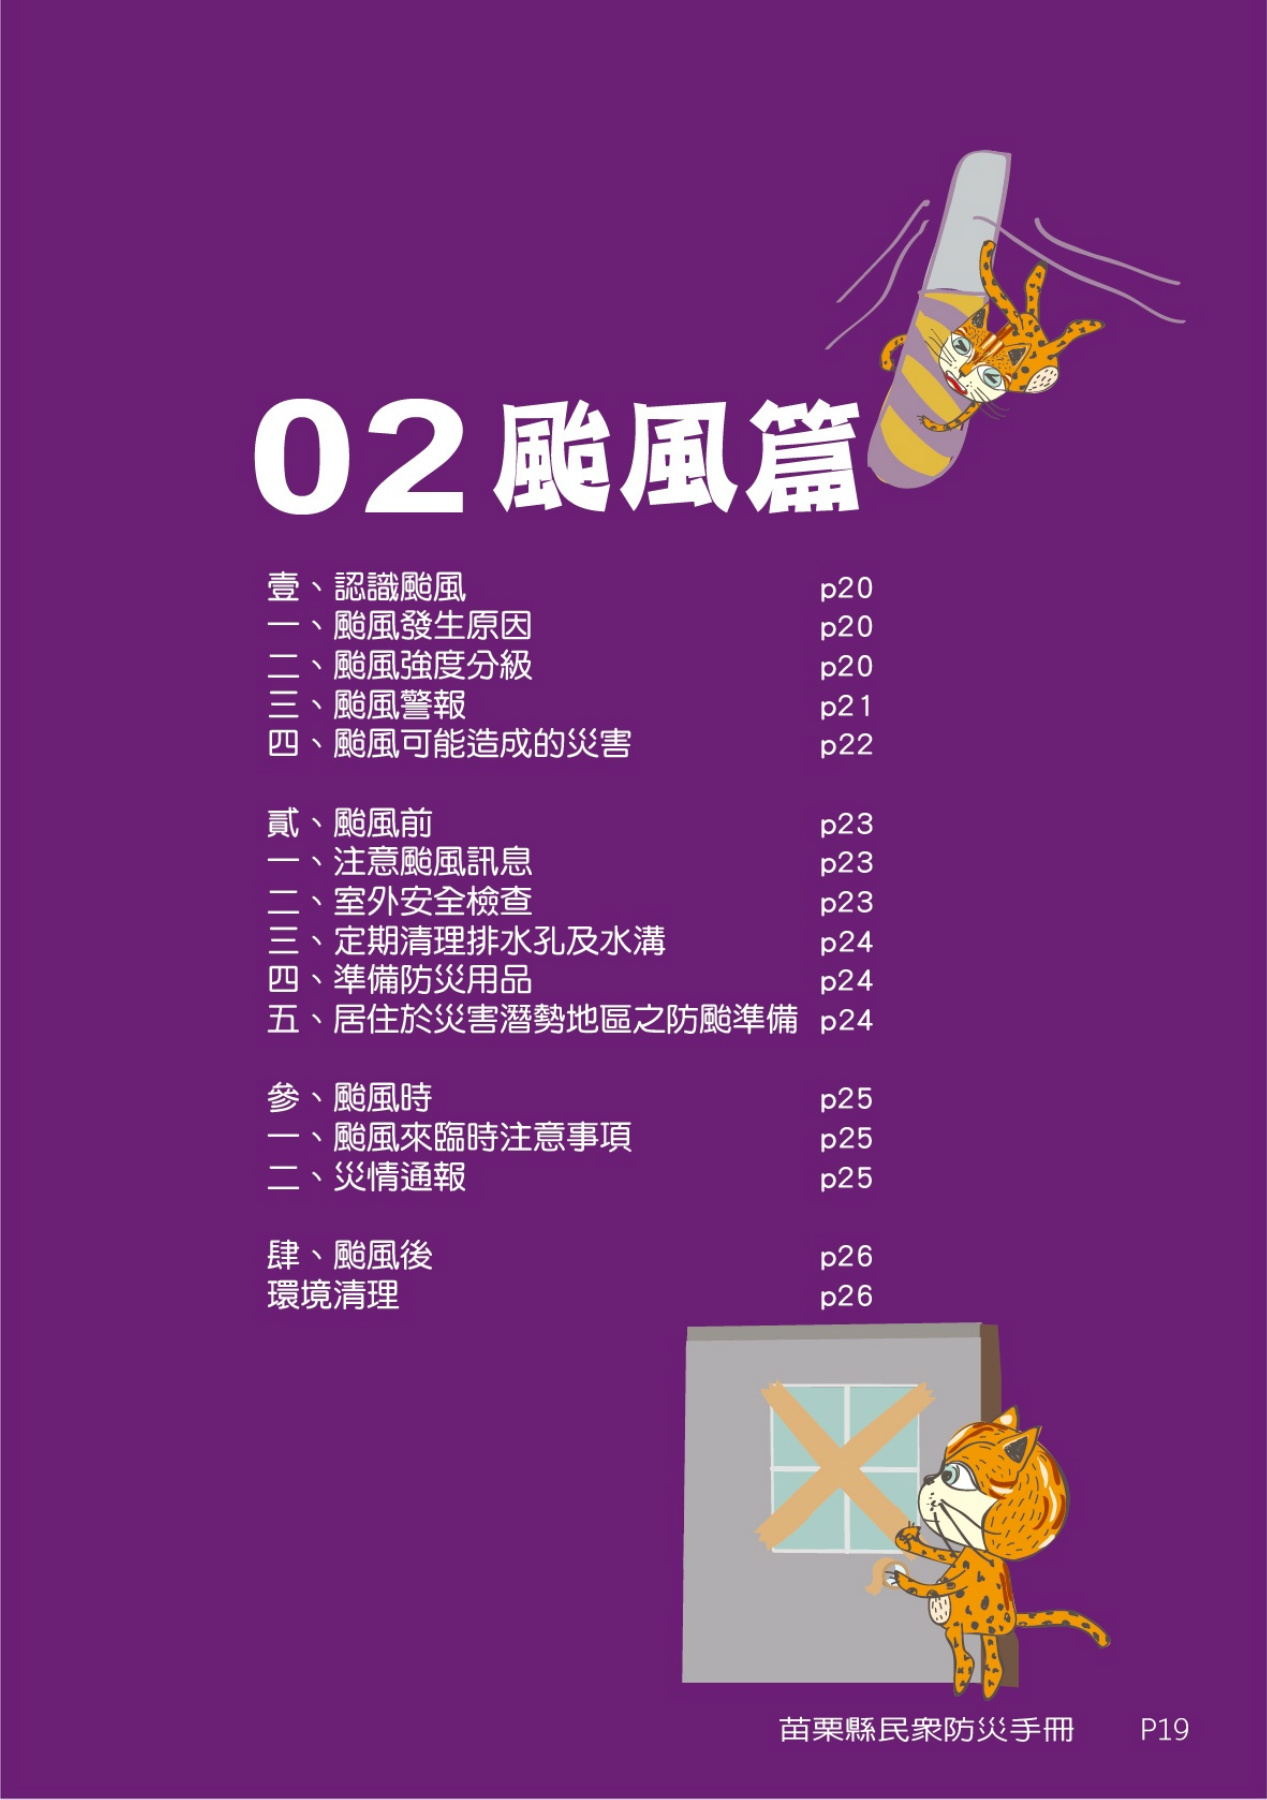 02 颱風篇
壹、認識颱風 p20
一、颱風發生原因 p20
二、颱風強度分級 p20
三、颱風警報 p21
四、颱風可能造成的災害 p22
貳、颱風前 p23
一、注意颱風訊息 p23
二、室外安全檢查 p23
三、定期清理排水孔及水溝 p24
四、準備防災用品 p24
五、居住於災害潛勢地區之防颱準備 p24
參、颱風時 p25
一、颱風來臨時注意事項 p25
二、災情通報 p25
肆、颱風後 p26
環境清理 p26
苗栗縣民眾防災手冊 P19